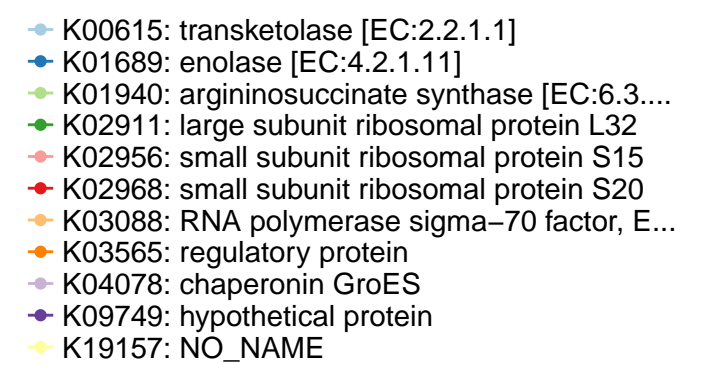 K00615: transketolase [EC:2.2.1.1]
K01689: enolase [EC:4.2.1.11]
K01940: argininosuccinate synthase [EC:6.3....
K02911: large subunit ribosomal protein L32
K02956: small subunit ribosomal protein S15
K02968: small subunit ribosomal protein S20
K03088: RNA polymerase sigma−70 factor, E...
K03565: regulatory protein
K04078: chaperonin GroES
K09749: hypothetical protein
K19157: NO_NAME